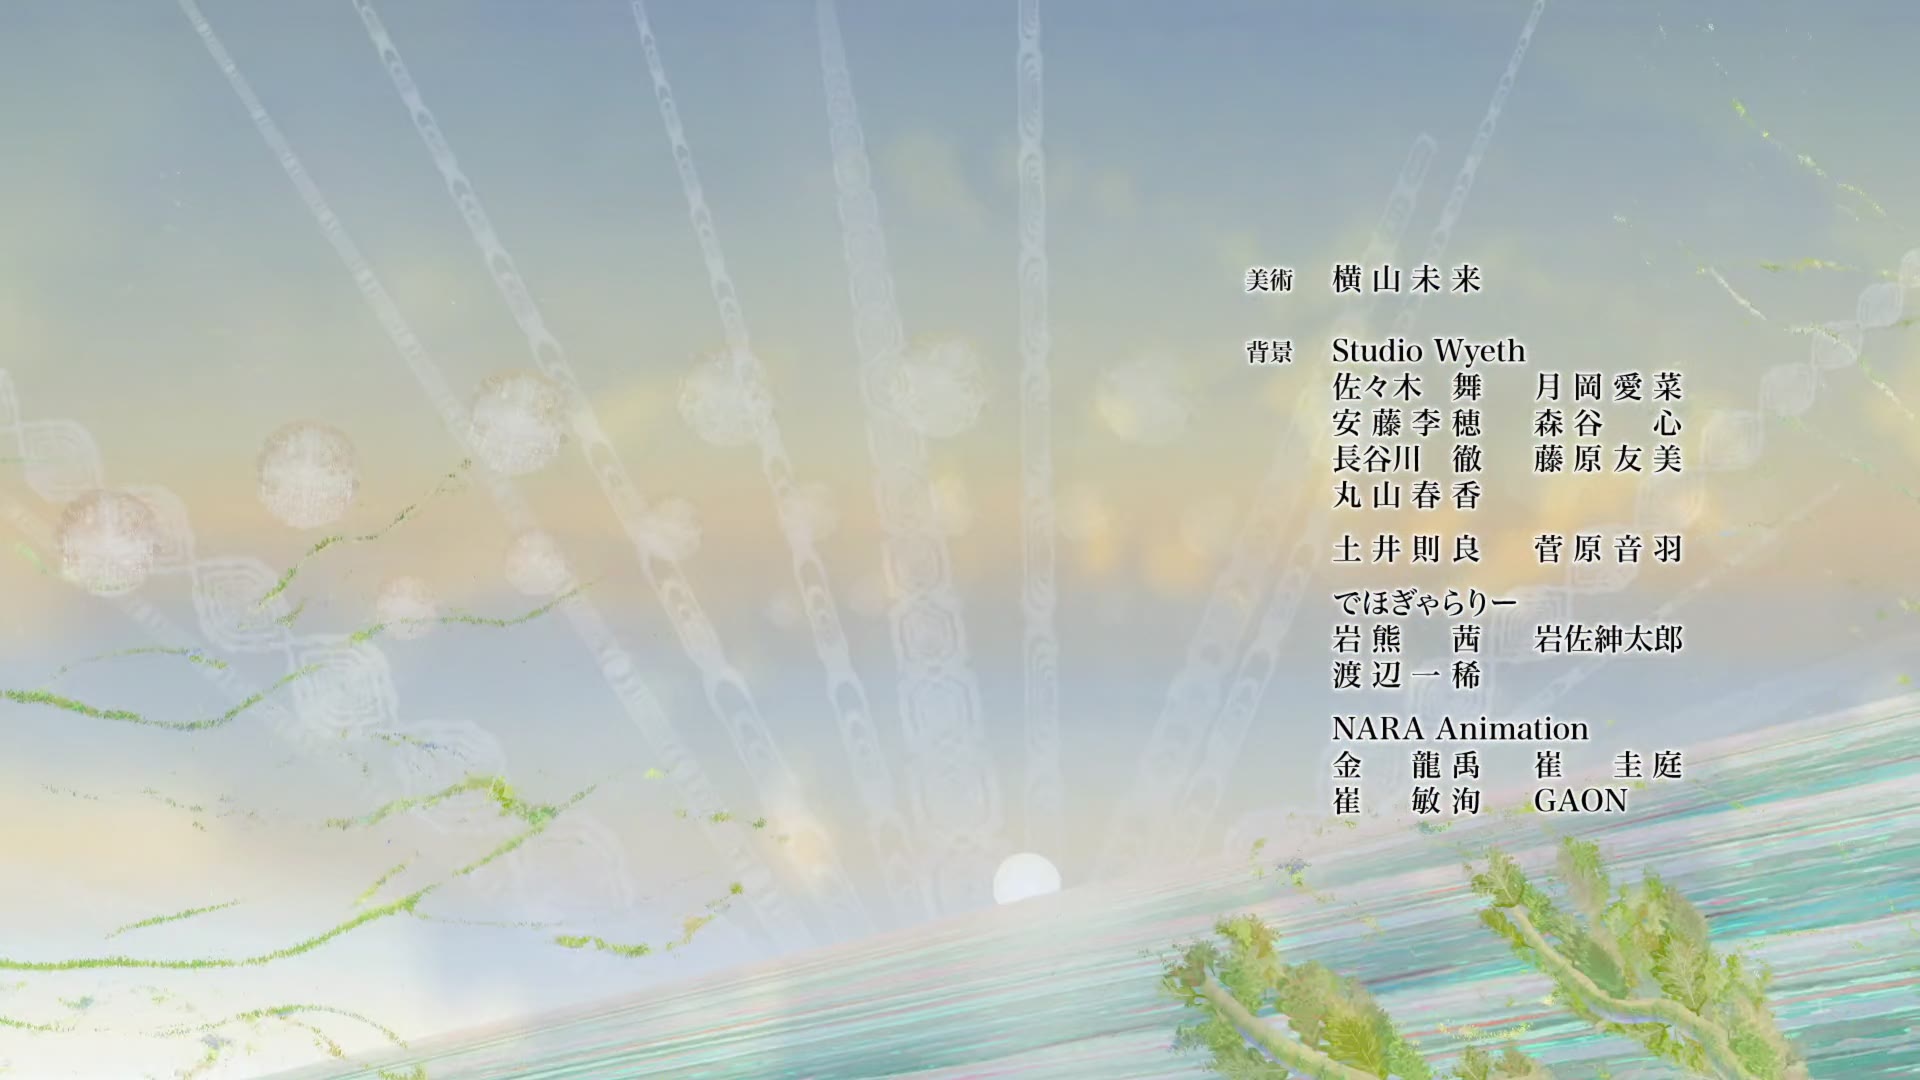 美術 横山未来
背景 Studio Wyeth
佐々木 舞 月岡愛菜
安藤李穂 森谷 心
長谷川 徹 藤原友美
丸山春香
土井則良 菅原音羽
でほぎゃらりー
岩熊 茜 岩佐紳太郎
渡辺一稀
NARA Animation
金 龍禹 崔 圭庭
崔 敏洵 GAON